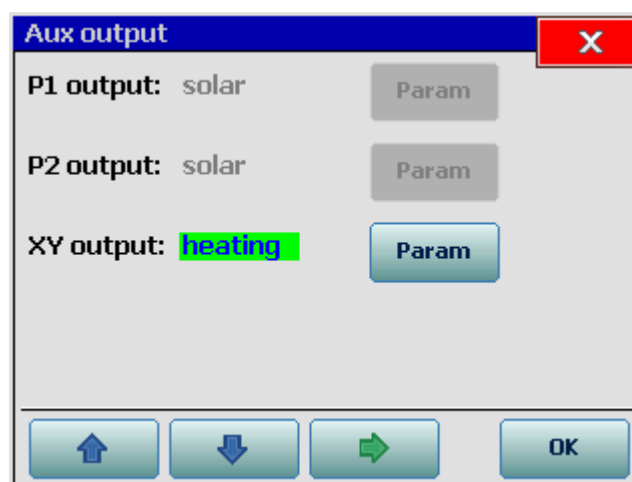 Aux output
X
P1 output: solar Param
P2 output: solar Param
XY output: heating Param
OK